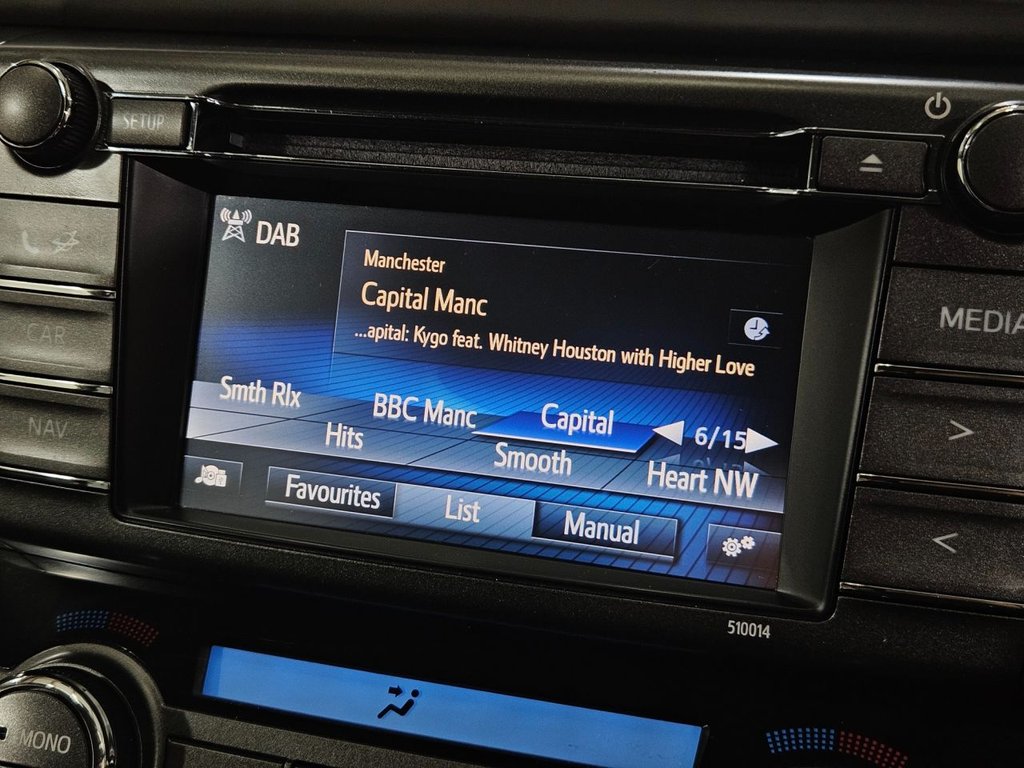 SETUP
DAB
Manchester
Capital Manc
...apital: Kygo feat. Whitney Houston with Higher Love
MEDIA
Smth Rlx BBC Manc Capital 6/15
Hits Smooth Heart NW
NAV
>
Favourites List Manual
<
510014
MONO